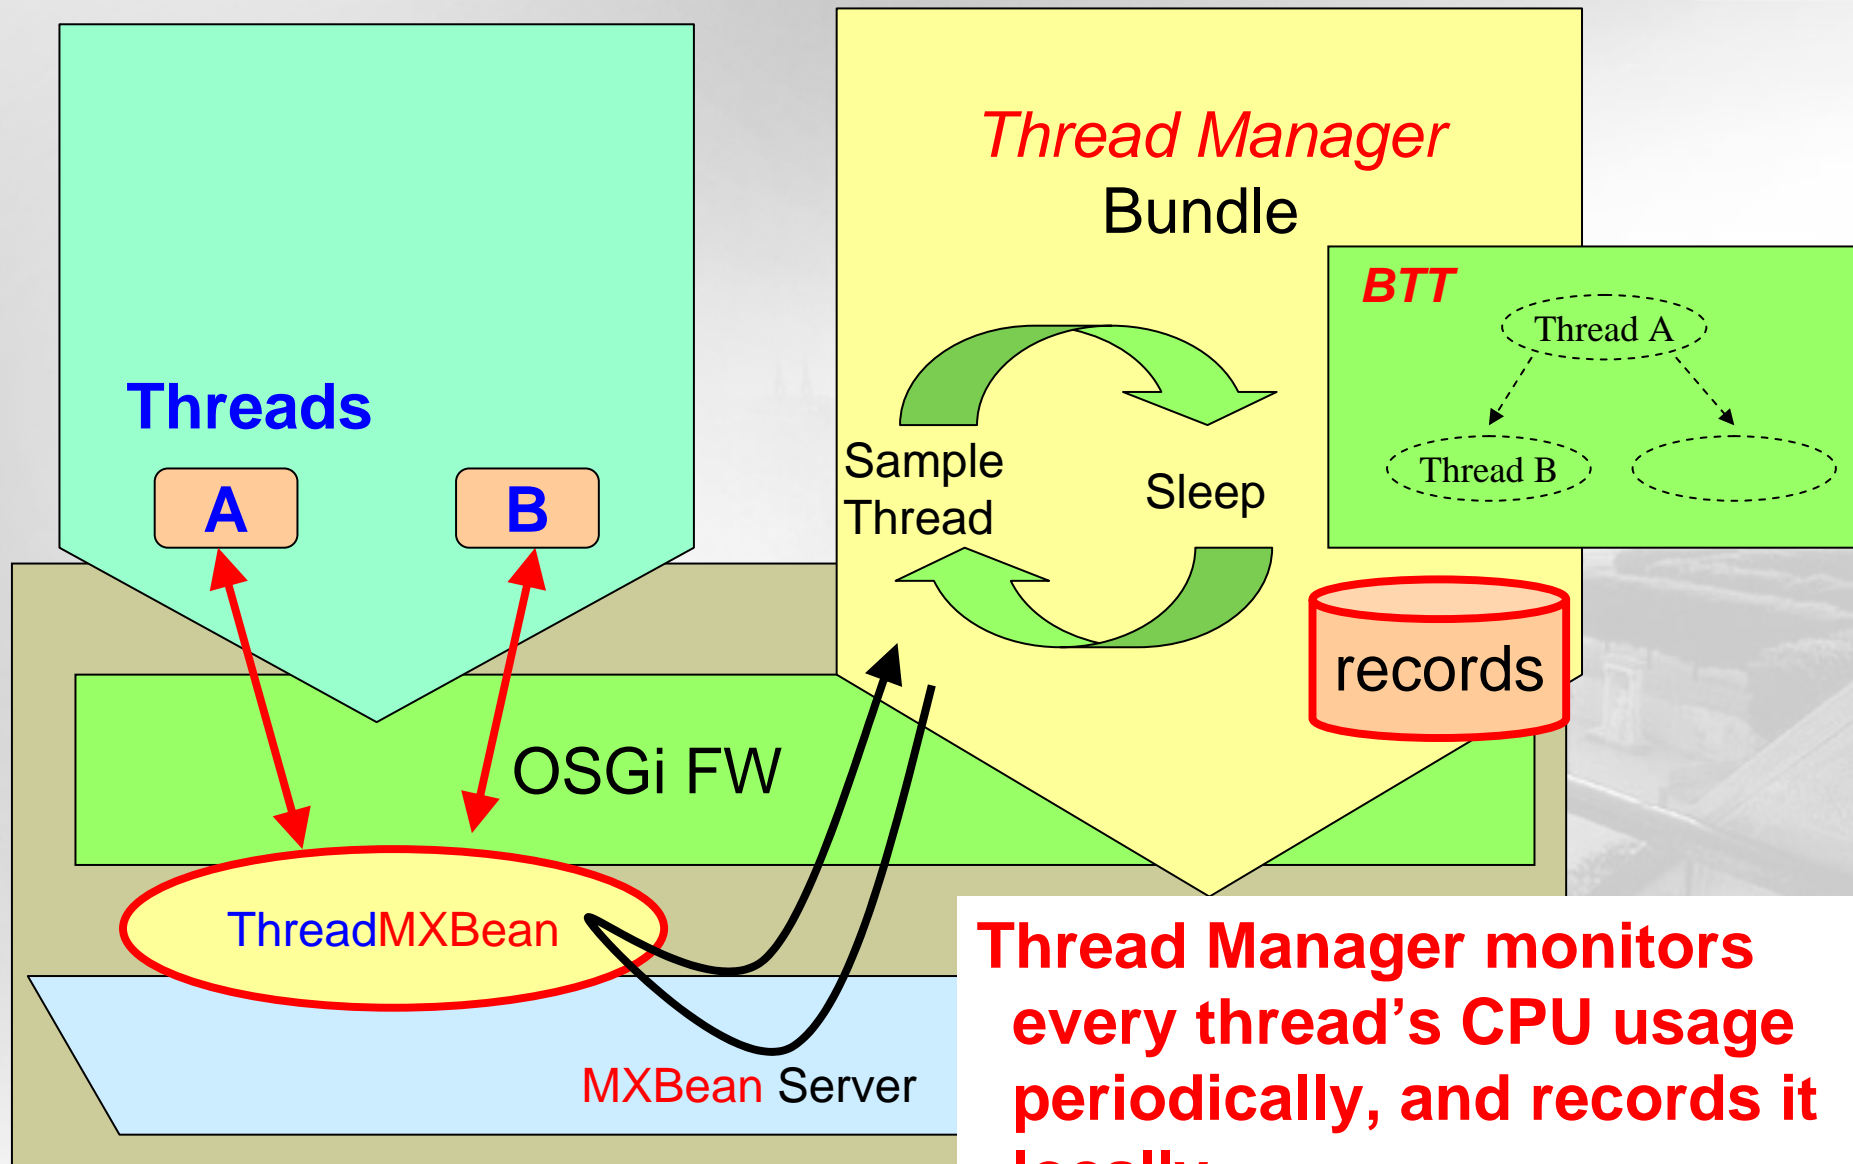 Thread Manager
Bundle
BTT
Thread A
Thread B
Threads
A
B
Sample
Thread
Sleep
records
OSGi FW
ThreadMXBean
MXBean Server
Thread Manager monitors
every thread’s CPU usage
periodically, and records it